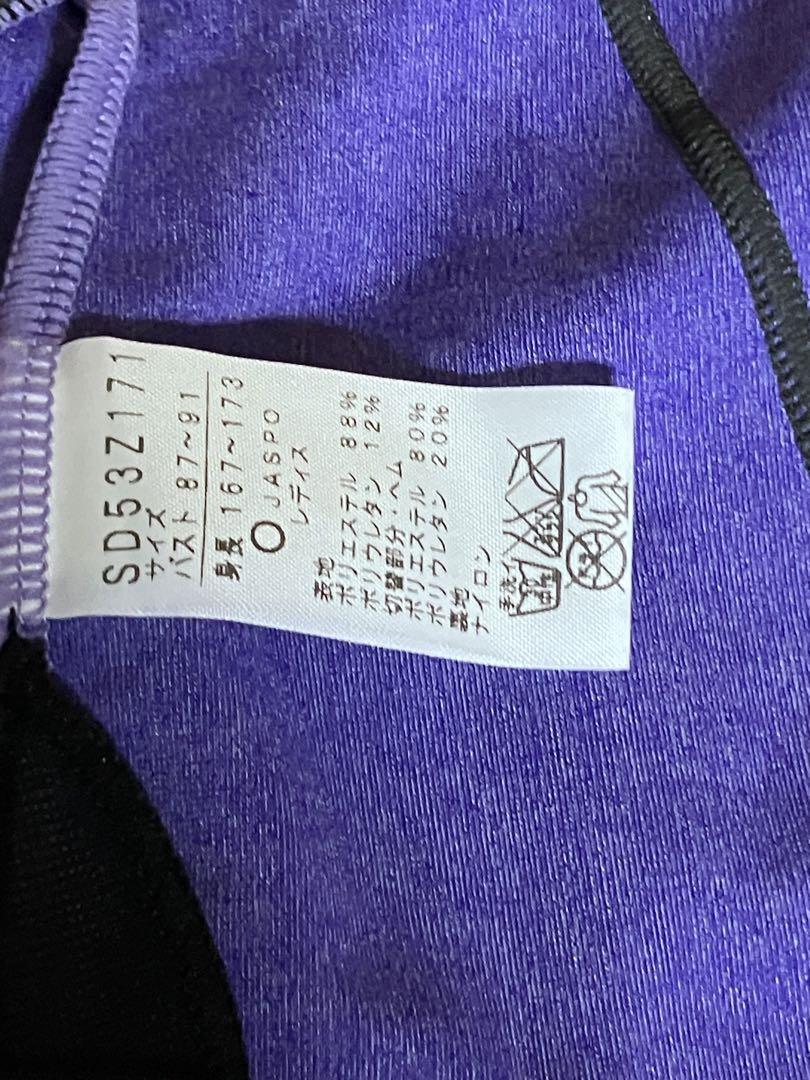 SD53Z171
サイズ
バスト 87~91
身長 167~173
O JASPO
レディス
表地
ポリエステル 88%
ポリウレタン 12%
切替部分・ヘム
ポリエステル 80%
ポリウレタン 20%
裏地
ナイロン
手洗イ